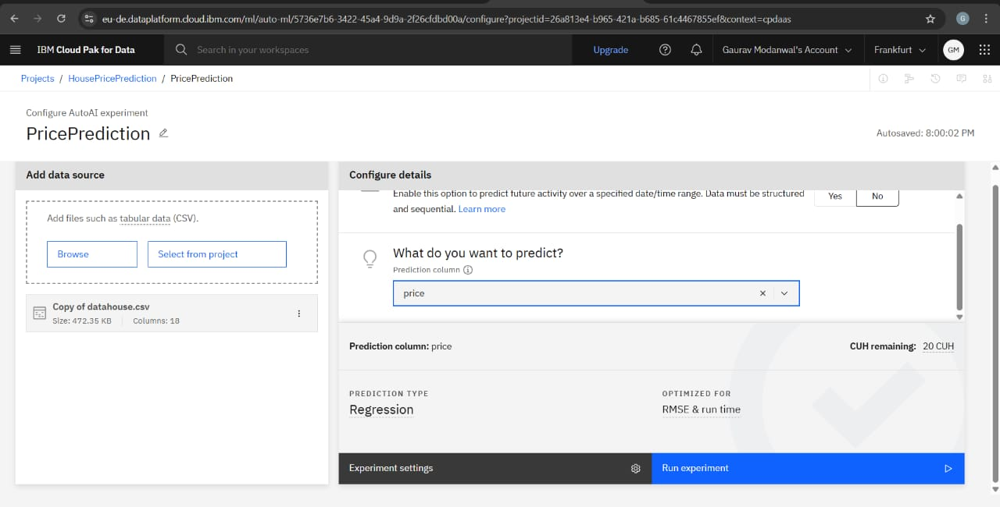 eu-de.dataplatform.cloud.ibm.com/ml/auto-ml/5736e7b6-3422-45a4-9d9a-2f26cfdbd00a/configure?projectid=26a813e4-b965-421a-b685-61c4467855ef&context=cpdaas
G
IBM Cloud Pak for Data
Search in your workspaces
Upgrade
Gaurav Modanwal's Account
Frankfurt
GM
Projects / HousePricePrediction / PricePrediction
Configure AutoAI experiment
PricePrediction
Autosaved: 8:00:02 PM
Add data source
Add files such as tabular data (CSV).
Browse
Select from project
Copy of datahouse.csv
Size: 472.35 KB
Columns: 18
Configure details
Enable this option to predict future activity over a specified date/time range. Data must be structured
and sequential. Learn more
Yes
No
What do you want to predict?
Prediction column
price
Prediction column: price
CUH remaining: 20 CUH
PREDICTION TYPE
Regression
OPTIMIZED FOR
RMSE & run time
Experiment settings
Run experiment